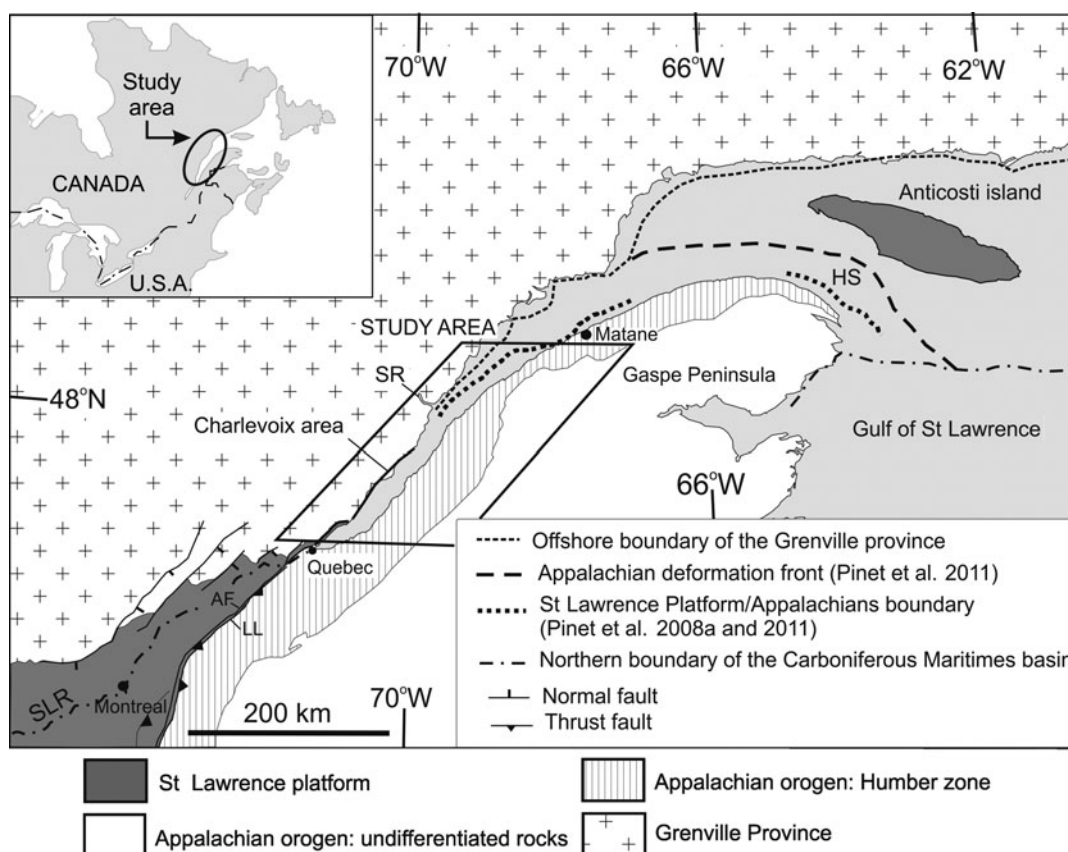 70°W
66°W
62°W
Study
area
CANADA
U.S.A.
Anticosti island
HS
STUDY AREA
Matane
SR
48°N
Gaspe Peninsula
Charlevoix area
Gulf of St Lawrence
66°W
Quebec
AF
LL
SLR
Montreal
70°W
200 km
Offshore boundary of the Grenville province
Appalachian deformation front (Pinet et al. 2011)
St Lawrence Platform/Appalachians boundary
(Pinet et al. 2008a and 2011)
Northern boundary of the Carboniferous Maritimes basin
Normal fault
Thrust fault
St Lawrence platform
Appalachian orogen: Humber zone
Appalachian orogen: undifferentiated rocks
Grenville Province